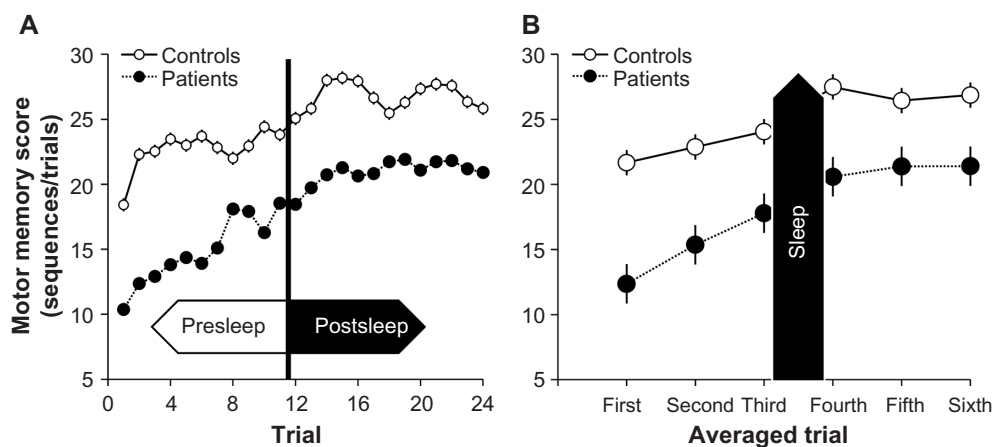 A
B
30
25
20
15
10
5
Motor memory score
(sequences/trials)
Controls
Patients
Presleep
Postsleep
0
4
8
12
16
20
24
Trial
30
25
20
15
10
5
Controls
Patients
Sleep
First
Second
Third
Fourth
Fifth
Sixth
Averaged trial